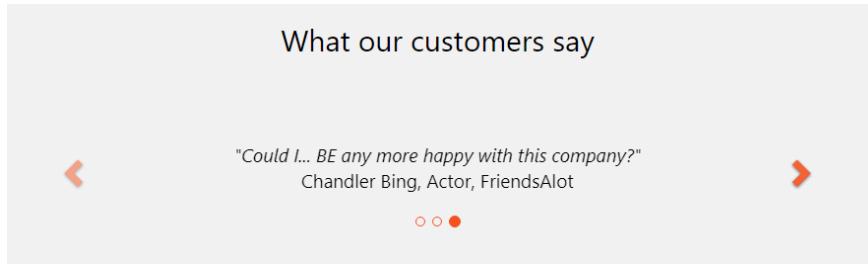 What our customers say
"Could I... BE any more happy with this company?"
Chandler Bing, Actor, FriendsAlot